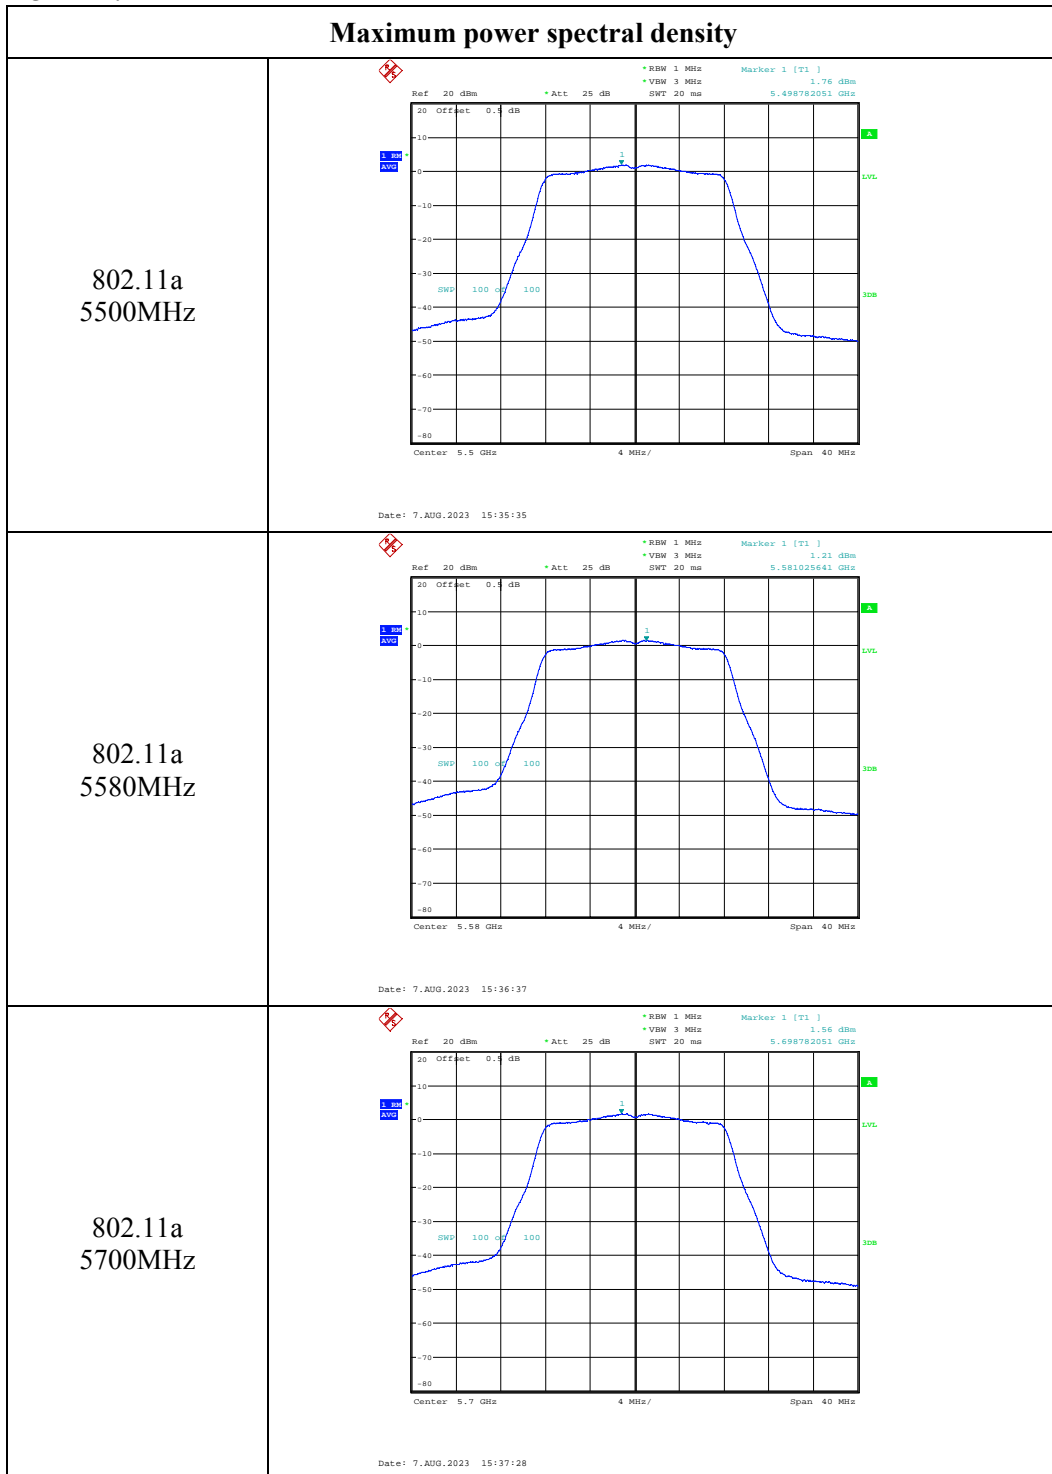 Maximum power spectral density
802.11a
5500MHz
R S
*RBW 1 MHz Marker 1 [T1 ]
*VBW 3 MHz 1.76 dBm
Ref 20 dBm *Att 25 dB SWT 20 ms 5.498782051 GHz
20 Offset 0.5 dB
A
-10
1 RM *
AVG
0
1
LVL
-10
-20
-30
SWP 100 of 100
3DB
-40
-50
-60
-70
-80
Center 5.5 GHz 4 MHz/ Span 40 MHz
Date: 7.AUG.2023 15:35:35
802.11a
5580MHz
R S
*RBW 1 MHz Marker 1 [T1 ]
*VBW 3 MHz 1.21 dBm
Ref 20 dBm *Att 25 dB SWT 20 ms 5.581025641 GHz
20 Offset 0.5 dB
A
-10
1 RM *
AVG
0
1
LVL
-10
-20
-30
SWP 100 of 100
3DB
-40
-50
-60
-70
-80
Center 5.58 GHz 4 MHz/ Span 40 MHz
Date: 7.AUG.2023 15:36:37
802.11a
5700MHz
R S
*RBW 1 MHz Marker 1 [T1 ]
*VBW 3 MHz 1.56 dBm
Ref 20 dBm *Att 25 dB SWT 20 ms 5.698782051 GHz
20 Offset 0.5 dB
A
-10
1 RM *
AVG
0
1
LVL
-10
-20
-30
SWP 100 of 100
3DB
-40
-50
-60
-70
-80
Center 5.7 GHz 4 MHz/ Span 40 MHz
Date: 7.AUG.2023 15:37:28